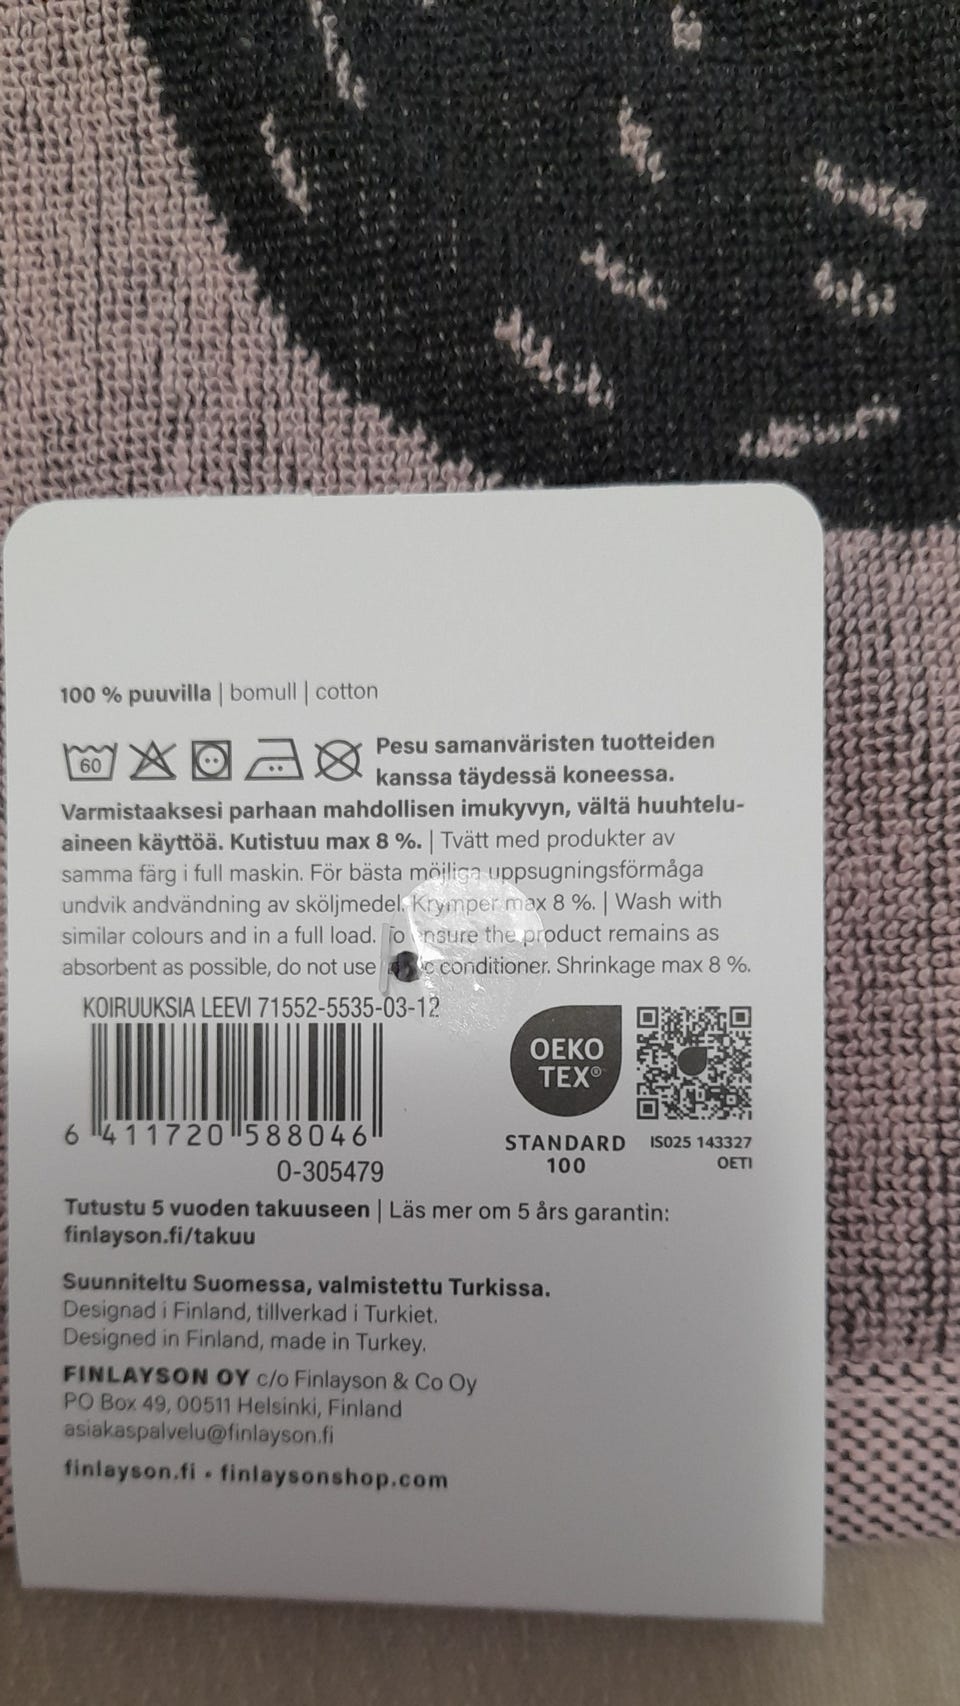 100 % puuvilla | bomull | cotton
60
Pesu samanväristen tuotteiden
kanssa täydessä koneessa.
Varmistaaksesi parhaan mahdollisen imukyvyn, vältä huuhtelu-
aineen käyttöä. Kutistuu max 8 %. | Tvätt med produkter av
samma färg i full maskin. För bästa möjliga uppsugningsförmåga
undvik andvändning av sköljmedel. Krymper max 8 %. | Wash with
similar colours and in a full load. To ensure the product remains as
absorbent as possible, do not use conditioner. Shrinkage max 8 %.
KOIRUUKSIA LEEVI 71552-5535-03-12
6 411720 588046
0-305479
OEKO
TEX®
STANDARD
100
IS025 143327
OETI
Tutustu 5 vuoden takuuseen | Läs mer om 5 års garantin:
finlayson.fi/takuu
Suunniteltu Suomessa, valmistettu Turkissa.
Designad i Finland, tillverkad i Turkiet.
Designed in Finland, made in Turkey.
FINLAYSON OY c/o Finlayson & Co Oy
PO Box 49, 00511 Helsinki, Finland
asiakaspalvelu@finlayson.fi
finlayson.fi • finlaysonshop.com